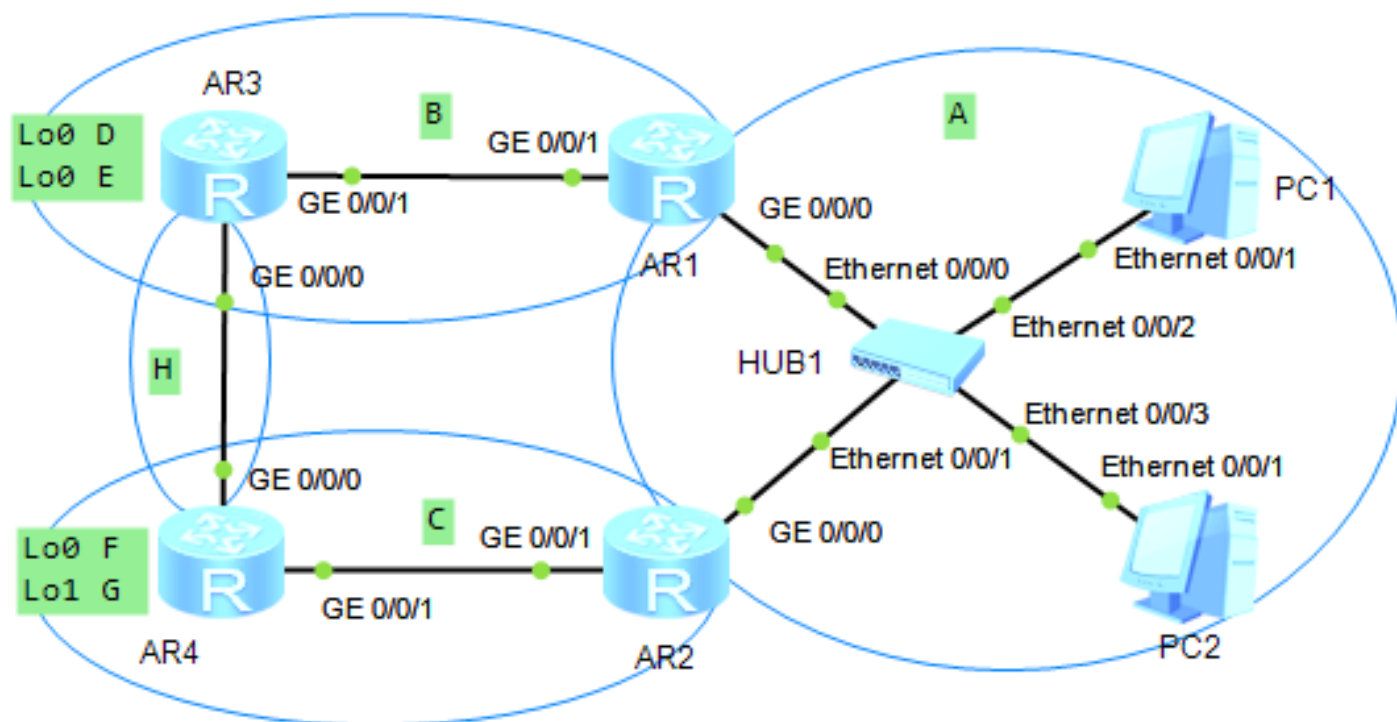 AR3
B
A
Lo0 D
Lo0 E
GE 0/0/1
GE 0/0/1
PC1
GE 0/0/0
AR1
Ethernet 0/0/1
GE 0/0/0
Ethernet 0/0/0
Ethernet 0/0/2
H
HUB1
Ethernet 0/0/3
Ethernet 0/0/1
Ethernet 0/0/1
GE 0/0/0
C
GE 0/0/1
GE 0/0/0
Lo0 F
Lo1 G
GE 0/0/1
AR4
AR2
PC2